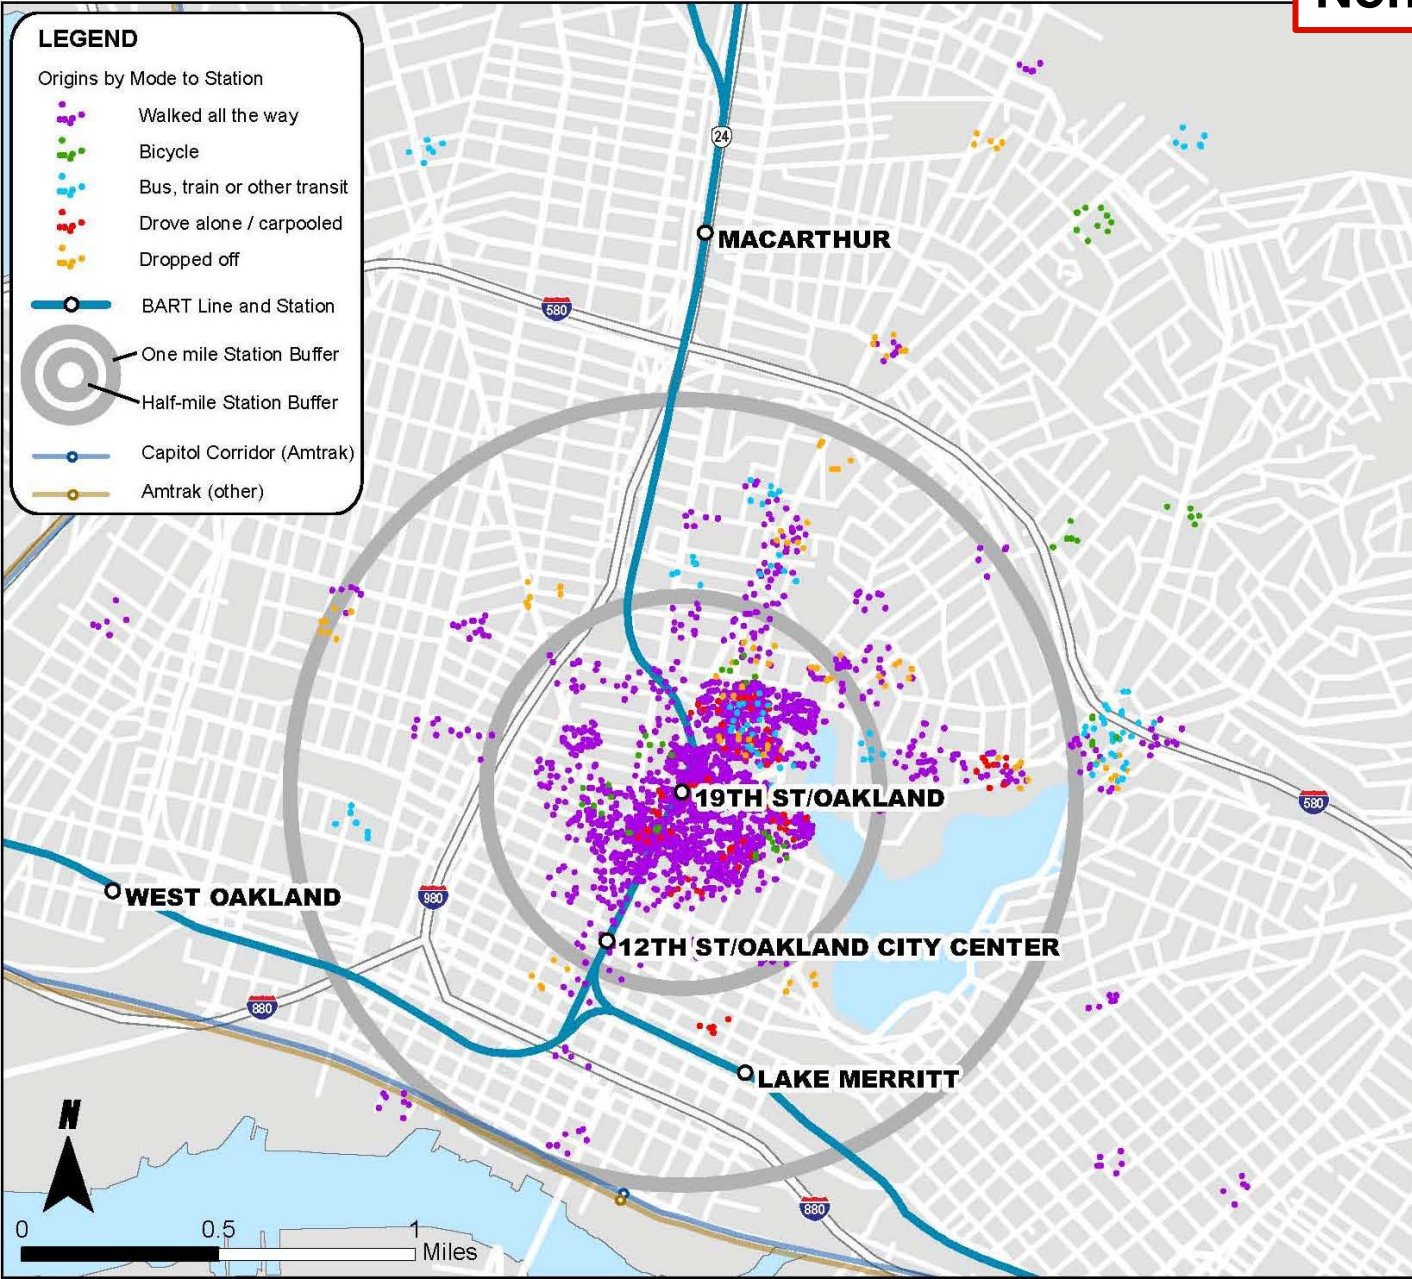 LEGEND
Origins by Mode to Station
Walked all the way
Bicycle
Bus, train or other transit
Drove alone / carpooled
Dropped off
BART Line and Station
One mile Station Buffer
Half-mile Station Buffer
Capitol Corridor (Amtrak)
Amtrak (other)
24
MACARTHUR
580
19TH ST/OAKLAND
580
WEST OAKLAND
980
12TH ST/OAKLAND CITY CENTER
880
LAKE MERRITT
N
880
0 0.5 1
Miles